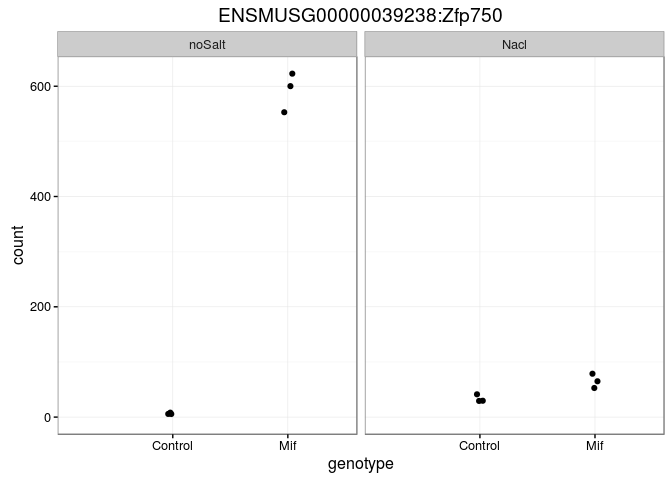 ENSMUSG00000039238:Zfp750
noSalt
Nacl
600
400
200
0
count
Control
Mif
Control
Mif
genotype